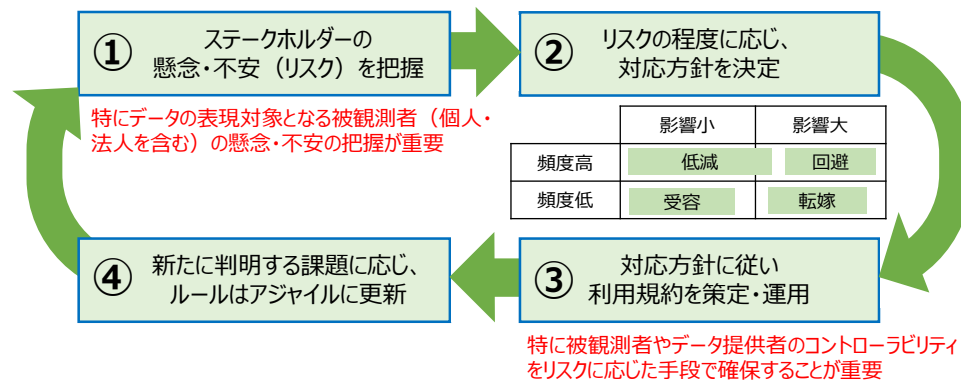 ①
ステークホルダーの
懸念・不安（リスク）を把握
特にデータの表現対象となる被観測者（個人・
法人を含む）の懸念・不安の把握が重要
②
リスクの程度に応じ、
対応方針を決定
影響小 影響大
頻度高 低減 回避
頻度低 受容 転嫁
③
対応方針に従い
利用規約を策定・運用
特に被観測者やデータ提供者のコントローラビリティ
をリスクに応じた手段で確保することが重要
④
新たに判明する課題に応じ、
ルールはアジャイルに更新